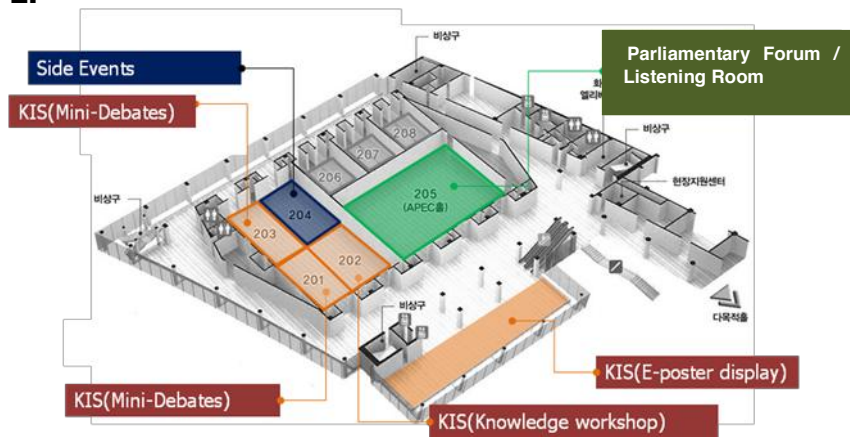 비상구
Side Events
Parliamentary Forum /
Listening Room
KIS(Mini-Debates)
208
207
206
비상구
205
(APEC홀)
현장지원센터
비상구
204
203
202
201
비상구
다목적홀
KIS(E-poster display)
KIS(Mini-Debates)
KIS(Knowledge workshop)